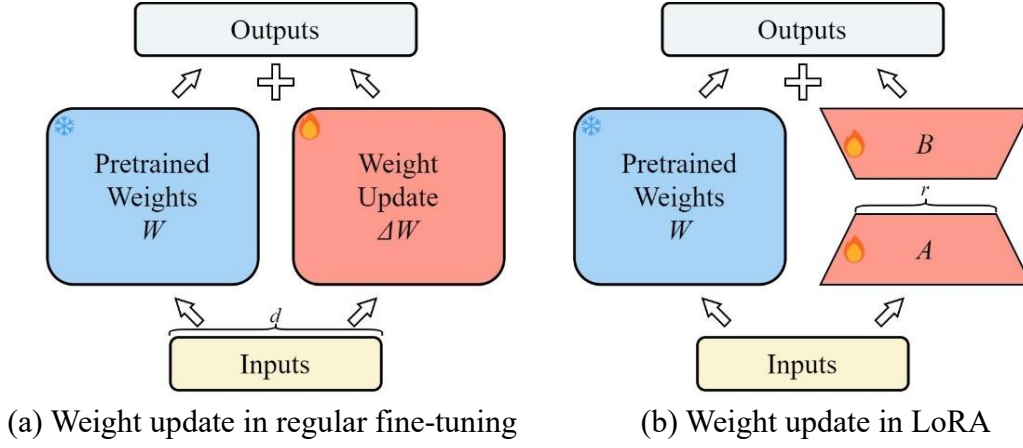 Outputs
Pretrained
Weights
W
Weight
Update
ΔW
d
Inputs
(a) Weight update in regular fine-tuning
Outputs
Pretrained
Weights
W
B
r
A
Inputs
(b) Weight update in LoRA